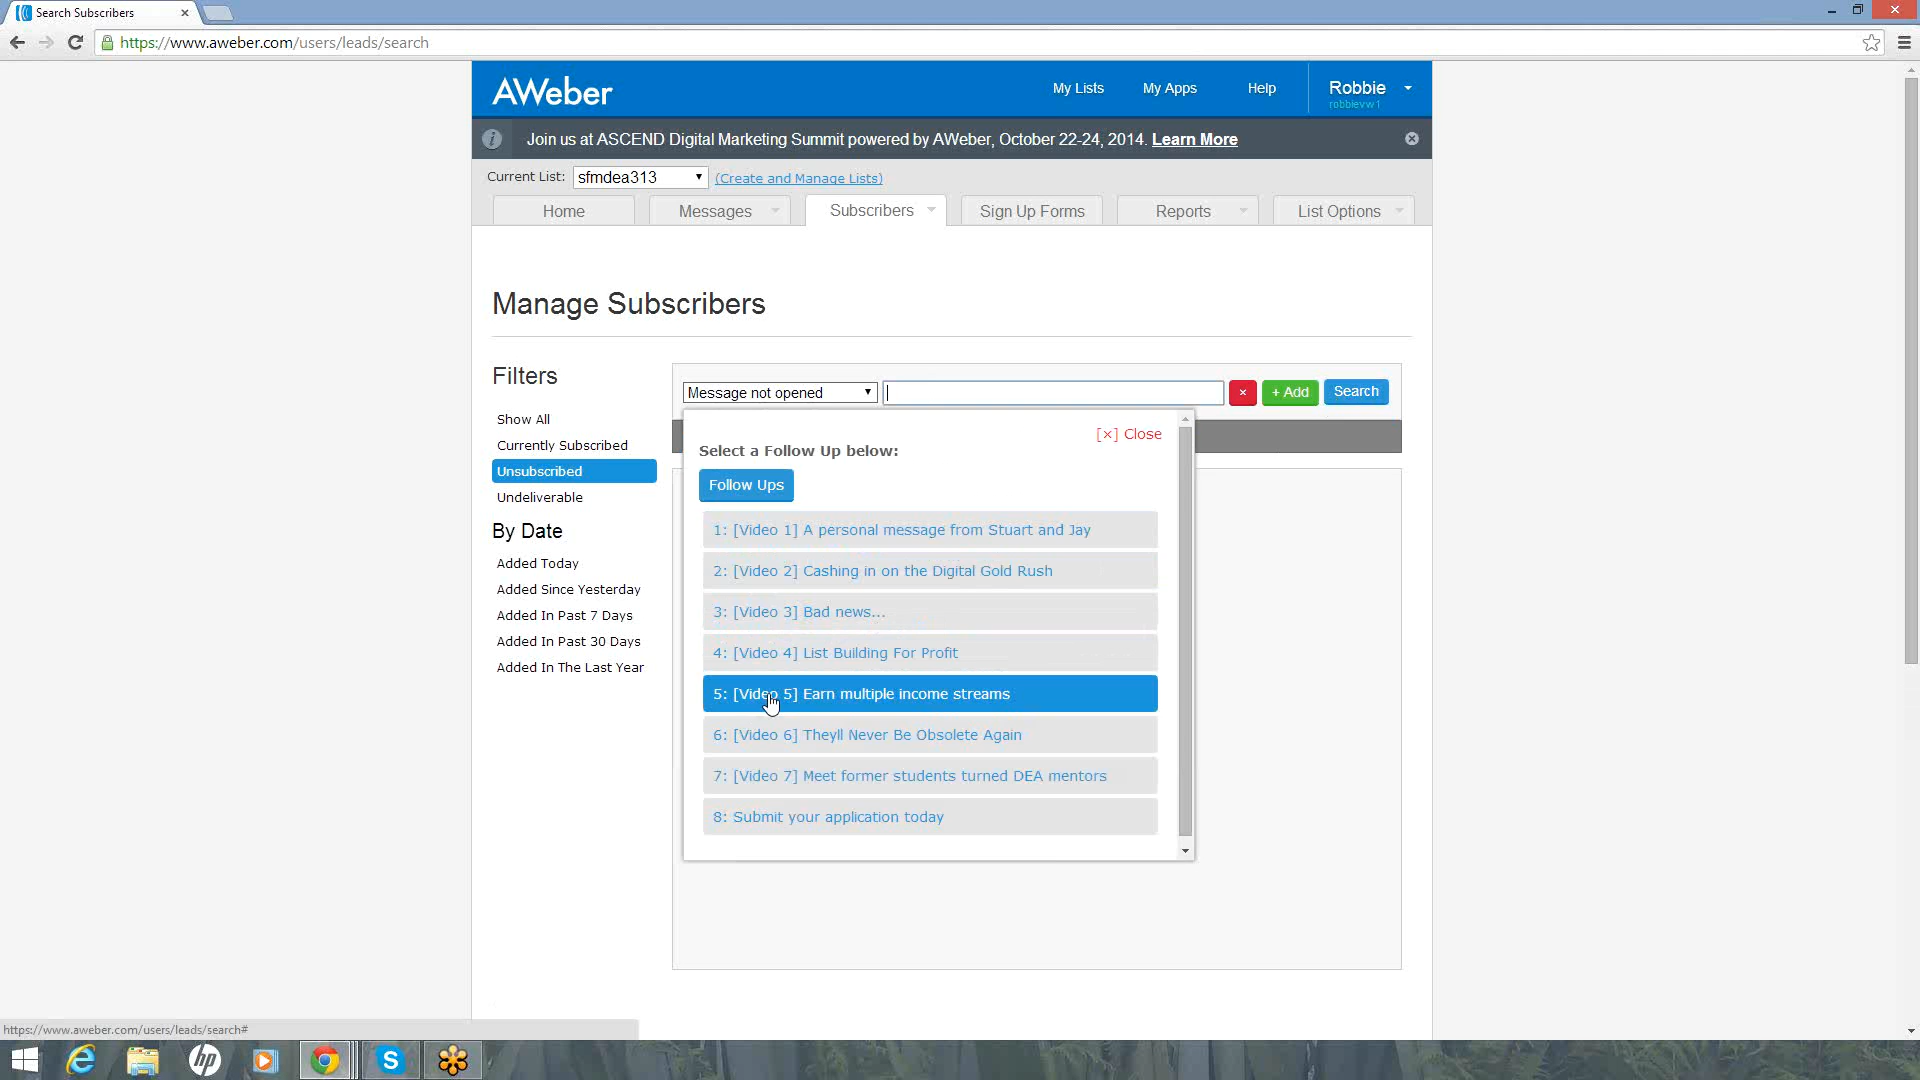 Search Subscribers
https://www.aweber.com/users/leads/search
AWeber
My Lists
My Apps
Help
Robbie
robbievw1
Join us at ASCEND Digital Marketing Summit powered by AWeber, October 22-24, 2014. Learn More
Current List:
sfmdea313
(Create and Manage Lists)
Home
Messages
Subscribers
Sign Up Forms
Reports
List Options
Manage Subscribers
Filters
Show All
Currently Subscribed
Unsubscribed
Undeliverable
By Date
Added Today
Added Since Yesterday
Added In Past 7 Days
Added In Past 30 Days
Added In The Last Year
Message not opened
×
+ Add
Search
[×] Close
Select a Follow Up below:
Follow Ups
1: [Video 1] A personal message from Stuart and Jay
2: [Video 2] Cashing in on the Digital Gold Rush
3: [Video 3] Bad news...
4: [Video 4] List Building For Profit
5: [Video 5] Earn multiple income streams
6: [Video 6] Theyll Never Be Obsolete Again
7: [Video 7] Meet former students turned DEA mentors
8: Submit your application today
https://www.aweber.com/users/leads/search#